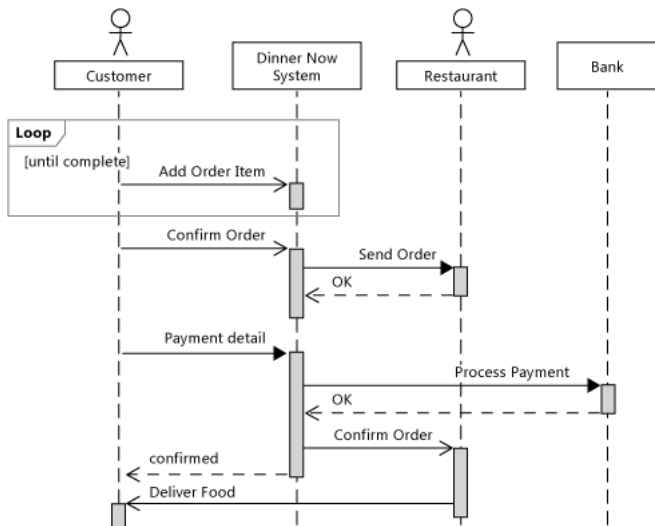 Customer
Dinner Now
System
Restaurant
Bank
Loop
[until complete]
Add Order Item
Confirm Order
Send Order
OK
Payment detail
Process Payment
OK
Confirm Order
confirmed
Deliver Food